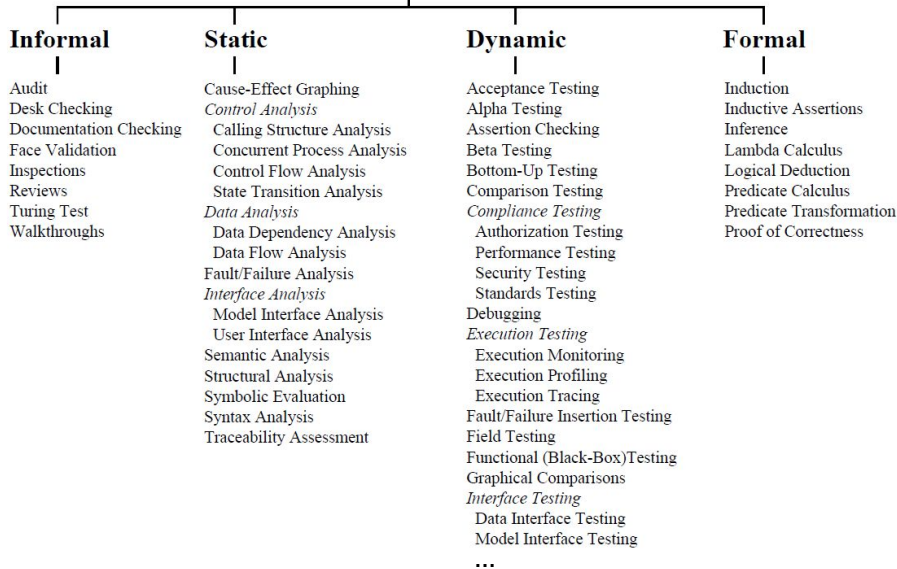 Informal
Audit
Desk Checking
Documentation Checking
Face Validation
Inspections
Reviews
Turing Test
Walkthroughs
Static
Cause-Effect Graphing
Control Analysis
Calling Structure Analysis
Concurrent Process Analysis
Control Flow Analysis
State Transition Analysis
Data Analysis
Data Dependency Analysis
Data Flow Analysis
Fault/Failure Analysis
Interface Analysis
Model Interface Analysis
User Interface Analysis
Semantic Analysis
Structural Analysis
Symbolic Evaluation
Syntax Analysis
Traceability Assessment
Dynamic
Acceptance Testing
Alpha Testing
Assertion Checking
Beta Testing
Bottom-Up Testing
Comparison Testing
Compliance Testing
Authorization Testing
Performance Testing
Security Testing
Standards Testing
Debugging
Execution Testing
Execution Monitoring
Execution Profiling
Execution Tracing
Fault/Failure Insertion Testing
Field Testing
Functional (Black-Box)Testing
Graphical Comparisons
Interface Testing
Data Interface Testing
Model Interface Testing
...
Formal
Induction
Inductive Assertions
Inference
Lambda Calculus
Logical Deduction
Predicate Calculus
Predicate Transformation
Proof of Correctness